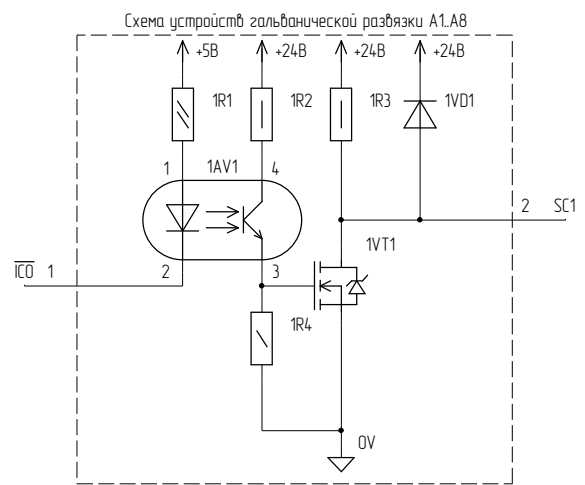 Схема устройств гальванической развязки А1..А8
+5В +24В +24В +24В
1R1 1R2 1R3 1VD1
1 1AV1 4
2 SC1
1VT1
ICO 1 2 3
1R4
0V